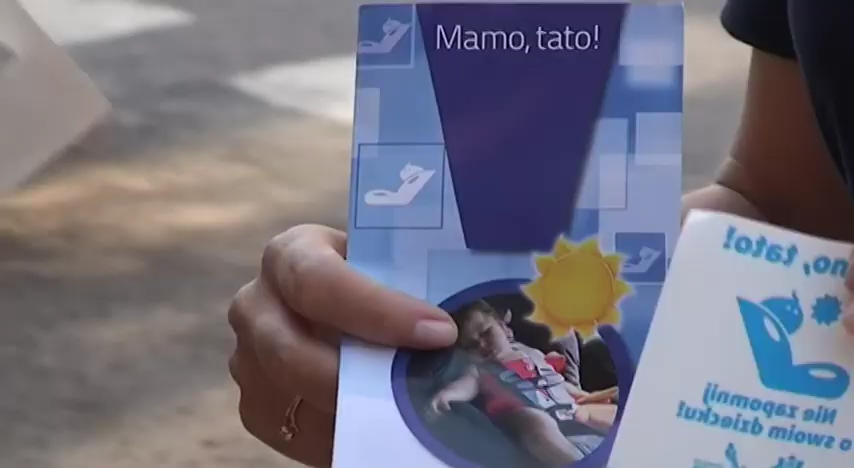 Mamo, tato!
no, tato!
Nie zapomnij
o swoim dziecku!